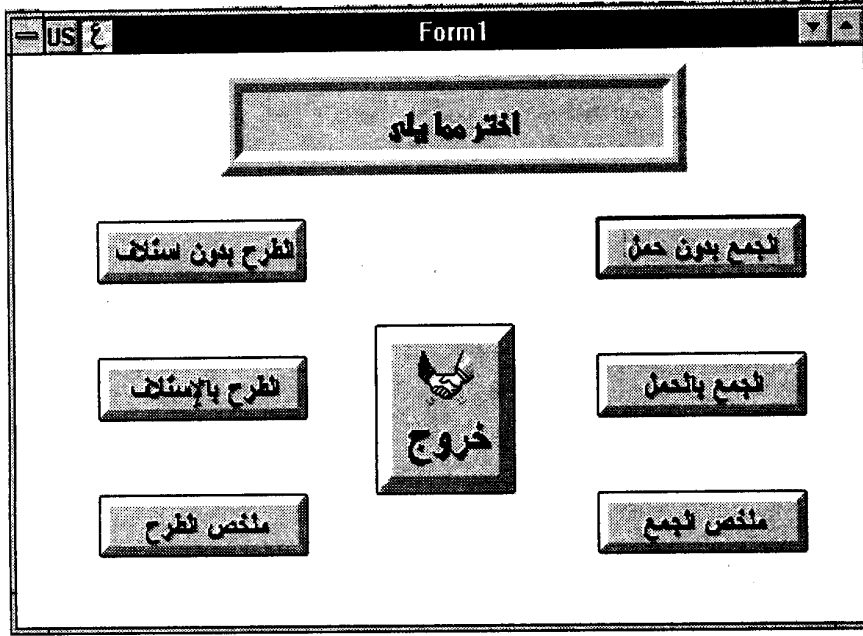 US ع Form1
اختر مما يلى
الجمع بدون حمل
الطرح بدون استلاف
الجمع بالحمل
الطرح بالإستلاف
خروج
ملخص الجمع
ملخص الطرح